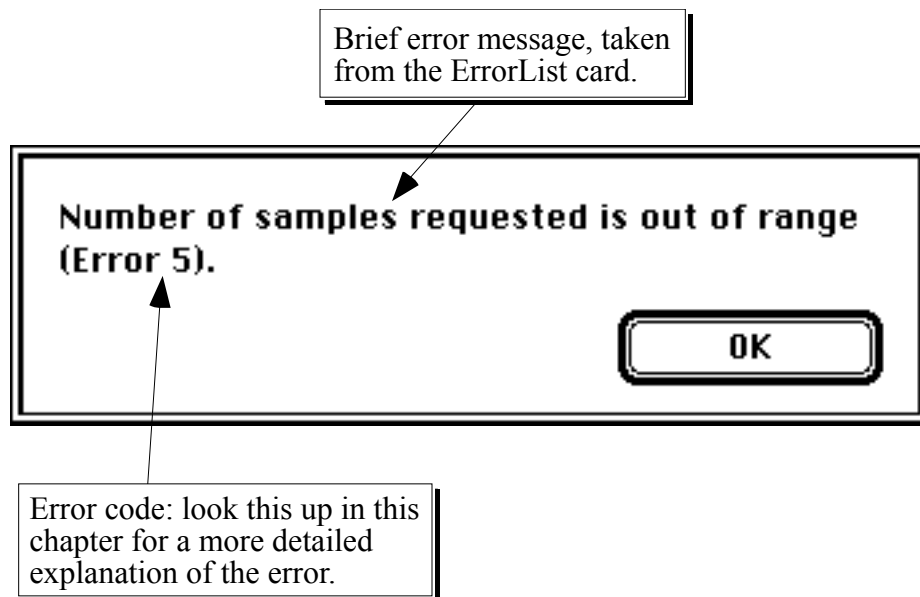 Brief error message, taken
from the ErrorList card.
Number of samples requested is out of range
(Error 5).
OK
Error code: look this up in this
chapter for a more detailed
explanation of the error.